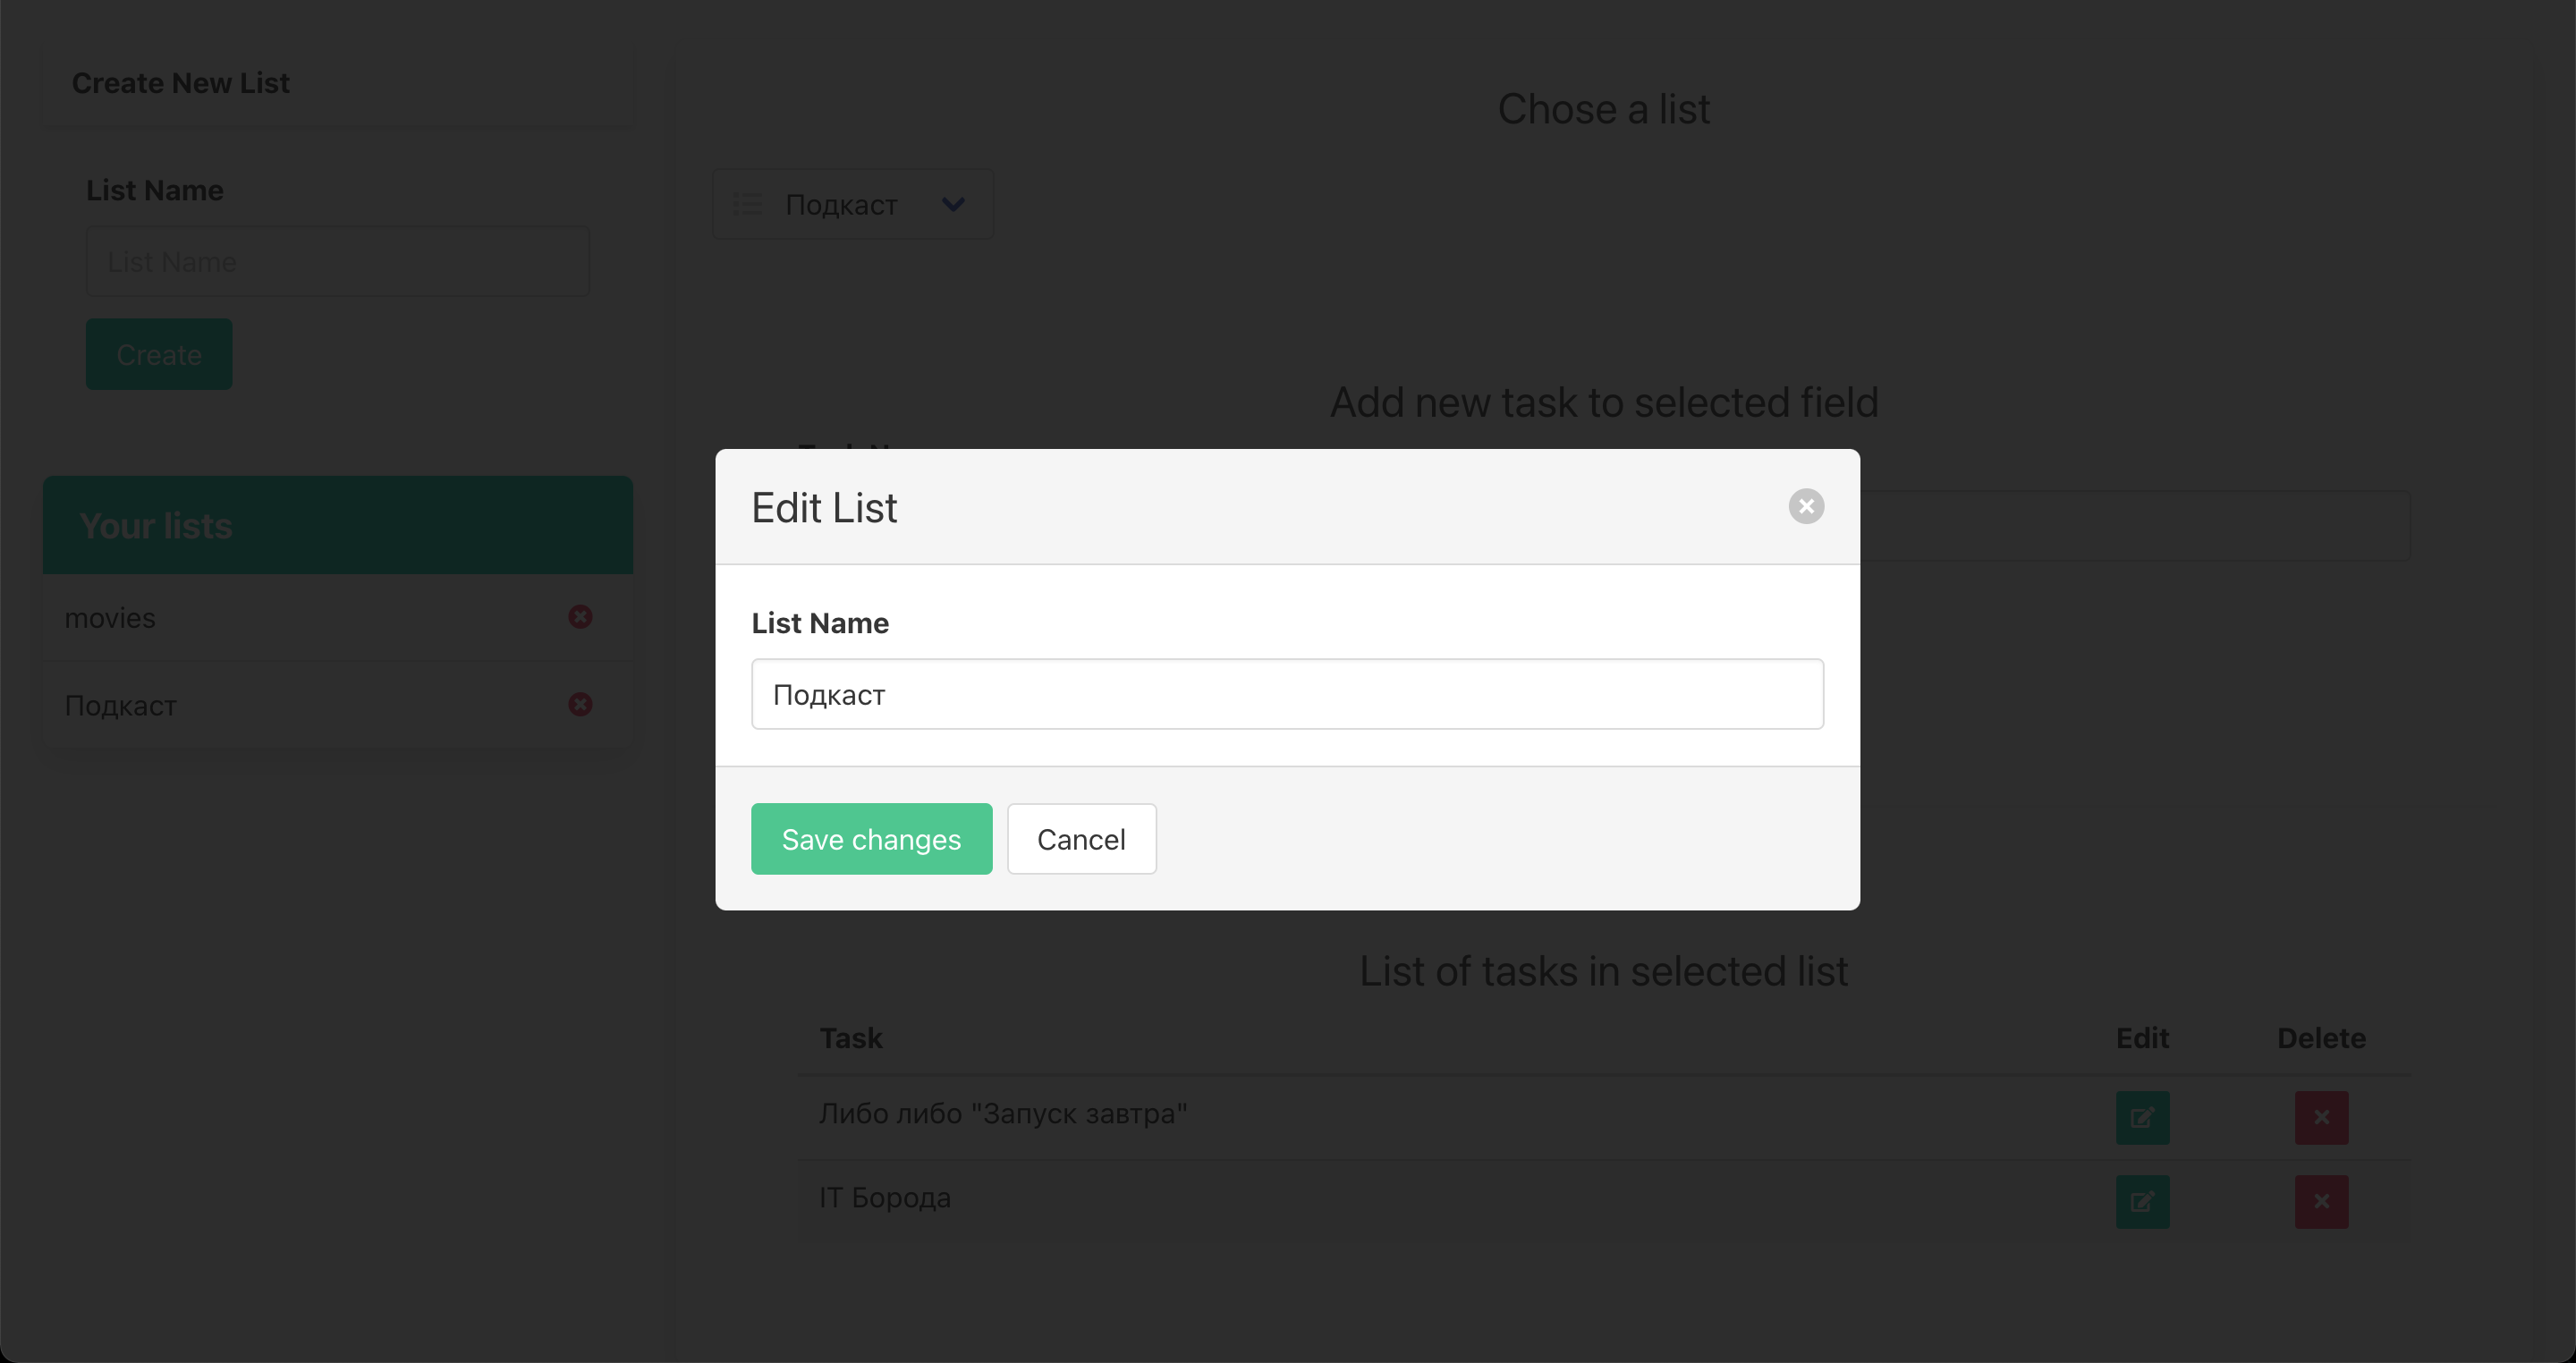 Create New List
List Name
List Name
Create
Your lists
movies
Подкаст
Chose a list
Подкаст
Add new task to selected field
Edit List
List Name
Подкаст
Save changes
Cancel
List of tasks in selected list
Task Edit Delete
Либо либо "Запуск завтра"
IT Борода